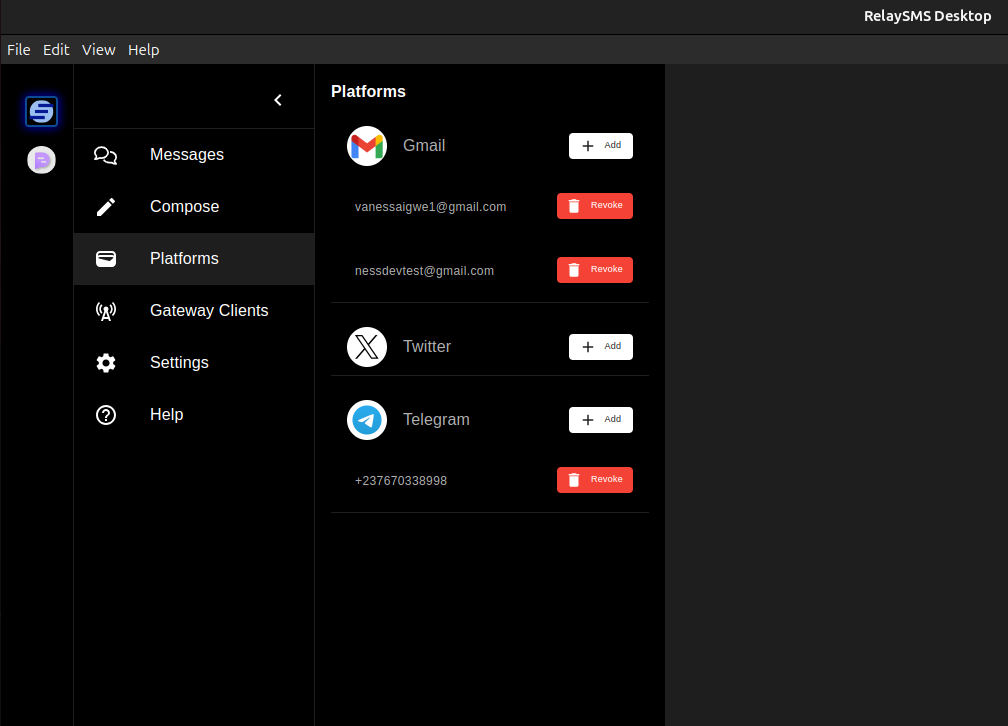 RelaySMS Desktop
File Edit View Help
Messages
Compose
Platforms
Gateway Clients
Settings
Help
Platforms
Gmail
Add
vanessaigwe1@gmail.com
Revoke
nessdevtest@gmail.com
Revoke
Twitter
Add
Telegram
Add
+237670338998
Revoke